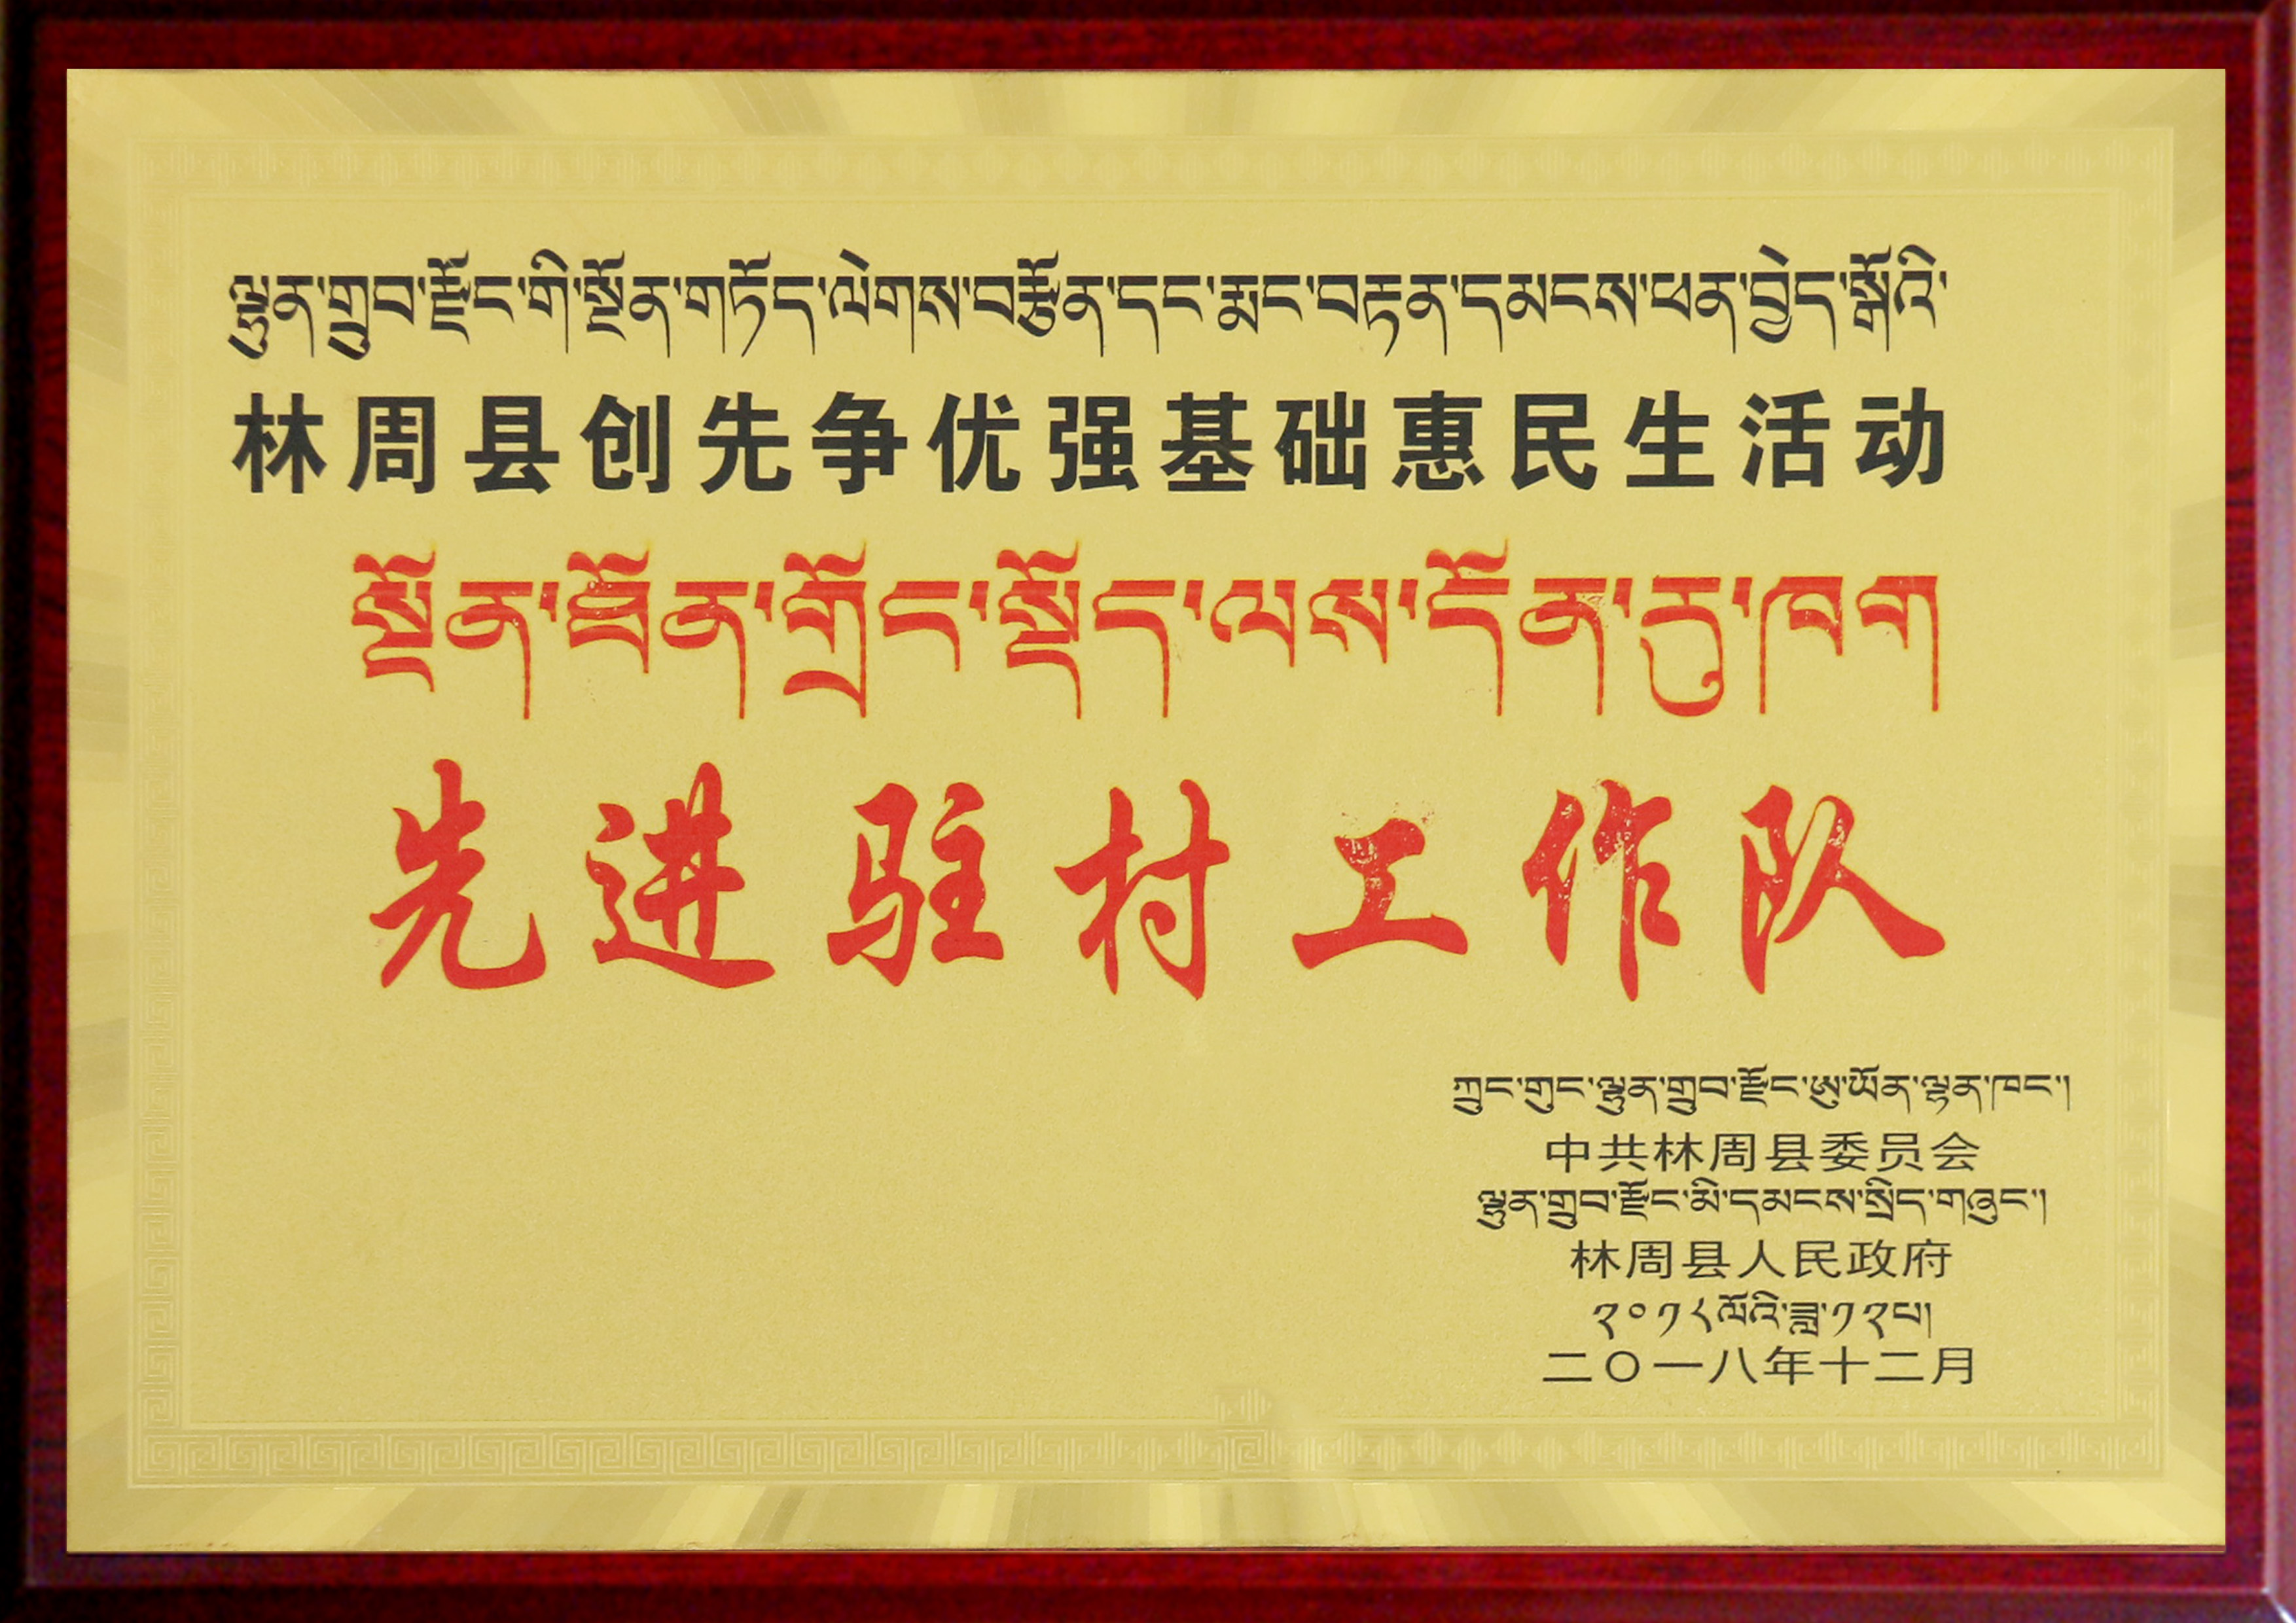 ལྷུན་གྲུབ་རྫོང་གི་སྔོན་གཏོད་ལེགས་བརྩོན་དང་རྨང་བརྟན་དམངས་ཕན་བྱེད་སྒོའི་
林周县创先争优强基础惠民生活动
སྔོན་ཐོན་གྲོང་སྡོད་ལས་དོན་རུ་ཁག
先进驻村工作队
ཀྲུང་གུང་ལྷུན་གྲུབ་རྫོང་ཨུ་ཡོན་ལྷན་ཁང་།
中共林周县委员会
ལྷུན་གྲུབ་རྫོང་མི་དམངས་སྲིད་གཞུང་།
林周县人民政府
༢༠༡༨ལོའི་ཟླ་༡༢པ།
二〇一八年十二月